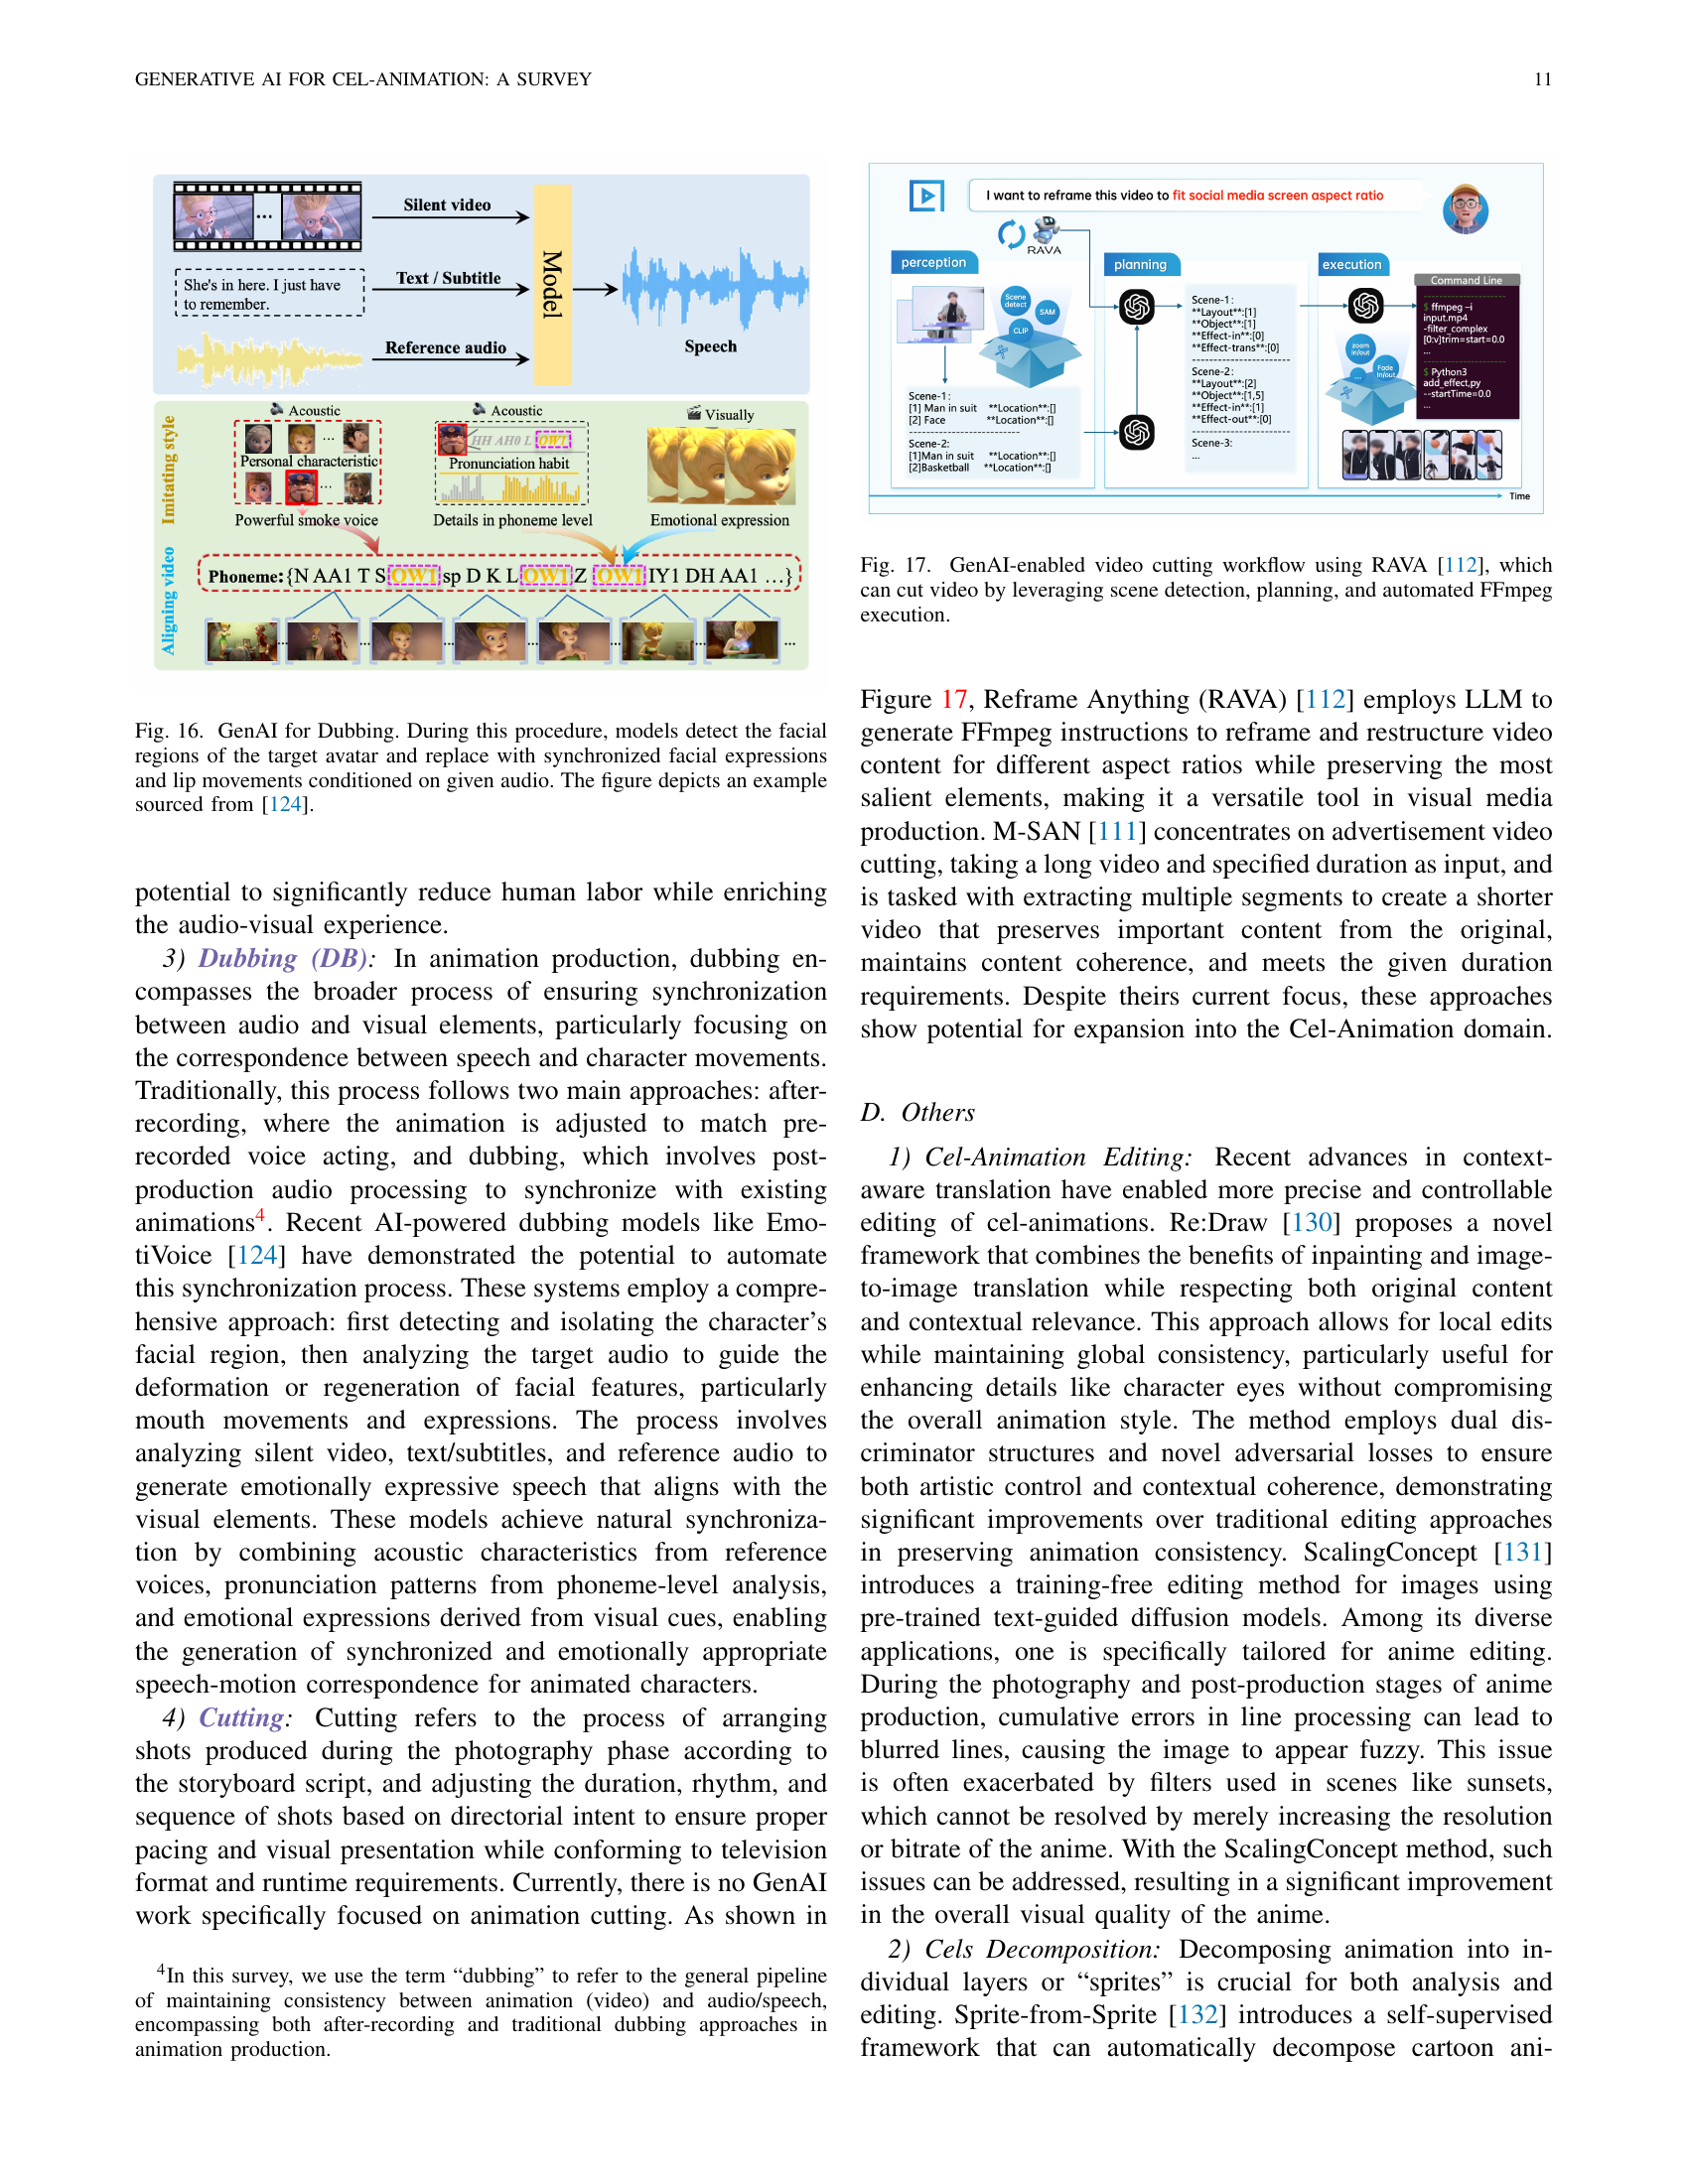 GENERATIVE AI FOR CEL-ANIMATION: A SURVEY
11
Silent video
She's in here. I just have
to remember.
Text / Subtitle
Reference audio
Model
Speech
Imitating style
Acoustic
Personal characteristic
Powerful smoke voice
Acoustic
HH AH0 L OW1
Pronunciation habit
Details in phoneme level
Visually
Emotional expression
Aligning video
Phoneme:{N AA1 T S OW1 sp D K L OW1 Z OW1 IY1 DH AA1 ...}
Fig. 16. GenAI for Dubbing. During this procedure, models detect the facial
regions of the target avatar and replace with synchronized facial expressions
and lip movements conditioned on given audio. The figure depicts an example
sourced from [124].
potential to significantly reduce human labor while enriching
the audio-visual experience.
3) Dubbing (DB): In animation production, dubbing en-
compasses the broader process of ensuring synchronization
between audio and visual elements, particularly focusing on
the correspondence between speech and character movements.
Traditionally, this process follows two main approaches: after-
recording, where the animation is adjusted to match pre-
recorded voice acting, and dubbing, which involves post-
production audio processing to synchronize with existing
animations4. Recent AI-powered dubbing models like Emo-
tiVoice [124] have demonstrated the potential to automate
this synchronization process. These systems employ a compre-
hensive approach: first detecting and isolating the character's
facial region, then analyzing the target audio to guide the
deformation or regeneration of facial features, particularly
mouth movements and expressions. The process involves
analyzing silent video, text/subtitles, and reference audio to
generate emotionally expressive speech that aligns with the
visual elements. These models achieve natural synchroniza-
tion by combining acoustic characteristics from reference
voices, pronunciation patterns from phoneme-level analysis,
and emotional expressions derived from visual cues, enabling
the generation of synchronized and emotionally appropriate
speech-motion correspondence for animated characters.
4) Cutting: Cutting refers to the process of arranging
shots produced during the photography phase according to
the storyboard script, and adjusting the duration, rhythm, and
sequence of shots based on directorial intent to ensure proper
pacing and visual presentation while conforming to television
format and runtime requirements. Currently, there is no GenAI
work specifically focused on animation cutting. As shown in
4In this survey, we use the term “dubbing” to refer to the general pipeline
of maintaining consistency between animation (video) and audio/speech,
encompassing both after-recording and traditional dubbing approaches in
animation production.
I want to reframe this video to fit social media screen aspect ratio
RAVA
perception
Scene
detect
SAM
CLIP
Scene-1:
[1] Man in suit **Location**:[]
[2] Face **Location**:[]
Scene-2:
[1]Man in suit **Location**:[]
[2]Basketball **Location**:[]
planning
Scene-1:
**Layout**:[1]
**Object**:[1]
**Effect-in**:[0]
**Effect-trans**:[0]
Scene-2:
**Layout**:[2]
**Object**:[1,5]
**Effect-in**:[1]
**Effect-out**:[0]
Scene-3:
...
execution
zoom
in/out
Fade
in/out
...
Command Line
$ ffmpeg –i
input.mp4
-filter_complex
[0:v]trim=start=0.0
...
$ Python3
add_effect,py
--startTime=0.0
...
Time
Fig. 17. GenAI-enabled video cutting workflow using RAVA [112], which
can cut video by leveraging scene detection, planning, and automated FFmpeg
execution.
Figure 17, Reframe Anything (RAVA) [112] employs LLM to
generate FFmpeg instructions to reframe and restructure video
content for different aspect ratios while preserving the most
salient elements, making it a versatile tool in visual media
production. M-SAN [111] concentrates on advertisement video
cutting, taking a long video and specified duration as input, and
is tasked with extracting multiple segments to create a shorter
video that preserves important content from the original,
maintains content coherence, and meets the given duration
requirements. Despite theirs current focus, these approaches
show potential for expansion into the Cel-Animation domain.
D. Others
1) Cel-Animation Editing: Recent advances in context-
aware translation have enabled more precise and controllable
editing of cel-animations. Re:Draw [130] proposes a novel
framework that combines the benefits of inpainting and image-
to-image translation while respecting both original content
and contextual relevance. This approach allows for local edits
while maintaining global consistency, particularly useful for
enhancing details like character eyes without compromising
the overall animation style. The method employs dual dis-
criminator structures and novel adversarial losses to ensure
both artistic control and contextual coherence, demonstrating
significant improvements over traditional editing approaches
in preserving animation consistency. ScalingConcept [131]
introduces a training-free editing method for images using
pre-trained text-guided diffusion models. Among its diverse
applications, one is specifically tailored for anime editing.
During the photography and post-production stages of anime
production, cumulative errors in line processing can lead to
blurred lines, causing the image to appear fuzzy. This issue
is often exacerbated by filters used in scenes like sunsets,
which cannot be resolved by merely increasing the resolution
or bitrate of the anime. With the ScalingConcept method, such
issues can be addressed, resulting in a significant improvement
in the overall visual quality of the anime.
2) Cels Decomposition: Decomposing animation into in-
dividual layers or “sprites” is crucial for both analysis and
editing. Sprite-from-Sprite [132] introduces a self-supervised
framework that can automatically decompose cartoon ani-